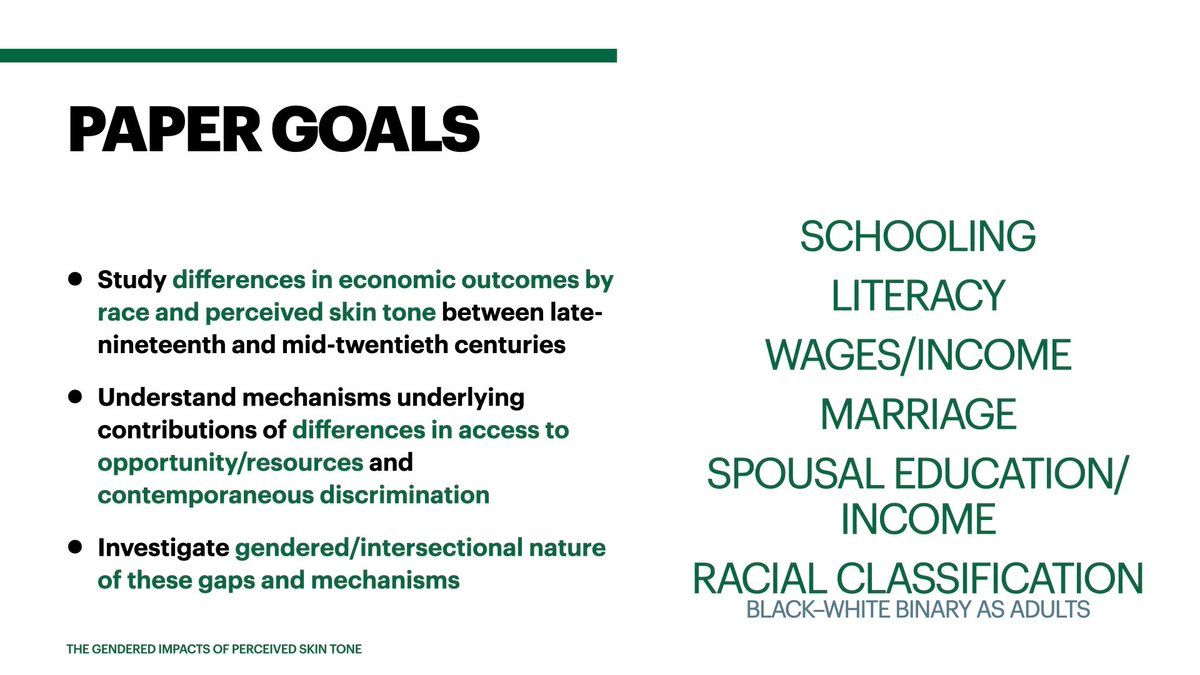 PAPER GOALS
● Study differences in economic outcomes by
race and perceived skin tone between late-
nineteenth and mid-twentieth centuries
● Understand mechanisms underlying
contributions of differences in access to
opportunity/resources and
contemporaneous discrimination
● Investigate gendered/intersectional nature
of these gaps and mechanisms
SCHOOLING
LITERACY
WAGES/INCOME
MARRIAGE
SPOUSAL EDUCATION/
INCOME
RACIAL CLASSIFICATION
BLACK–WHITE BINARY AS ADULTS
THE GENDERED IMPACTS OF PERCEIVED SKIN TONE